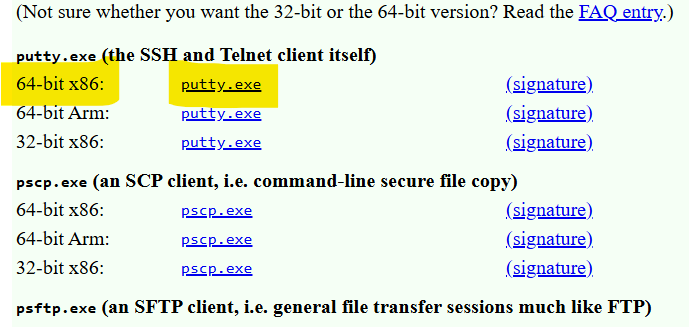 (Not sure whether you want the 32-bit or the 64-bit version? Read the FAQ entry.)
putty.exe (the SSH and Telnet client itself)
64-bit x86: putty.exe (signature)
64-bit Arm: putty.exe (signature)
32-bit x86: putty.exe (signature)
pscp.exe (an SCP client, i.e. command-line secure file copy)
64-bit x86: pscp.exe (signature)
64-bit Arm: pscp.exe (signature)
32-bit x86: pscp.exe (signature)
psftp.exe (an SFTP client, i.e. general file transfer sessions much like FTP)